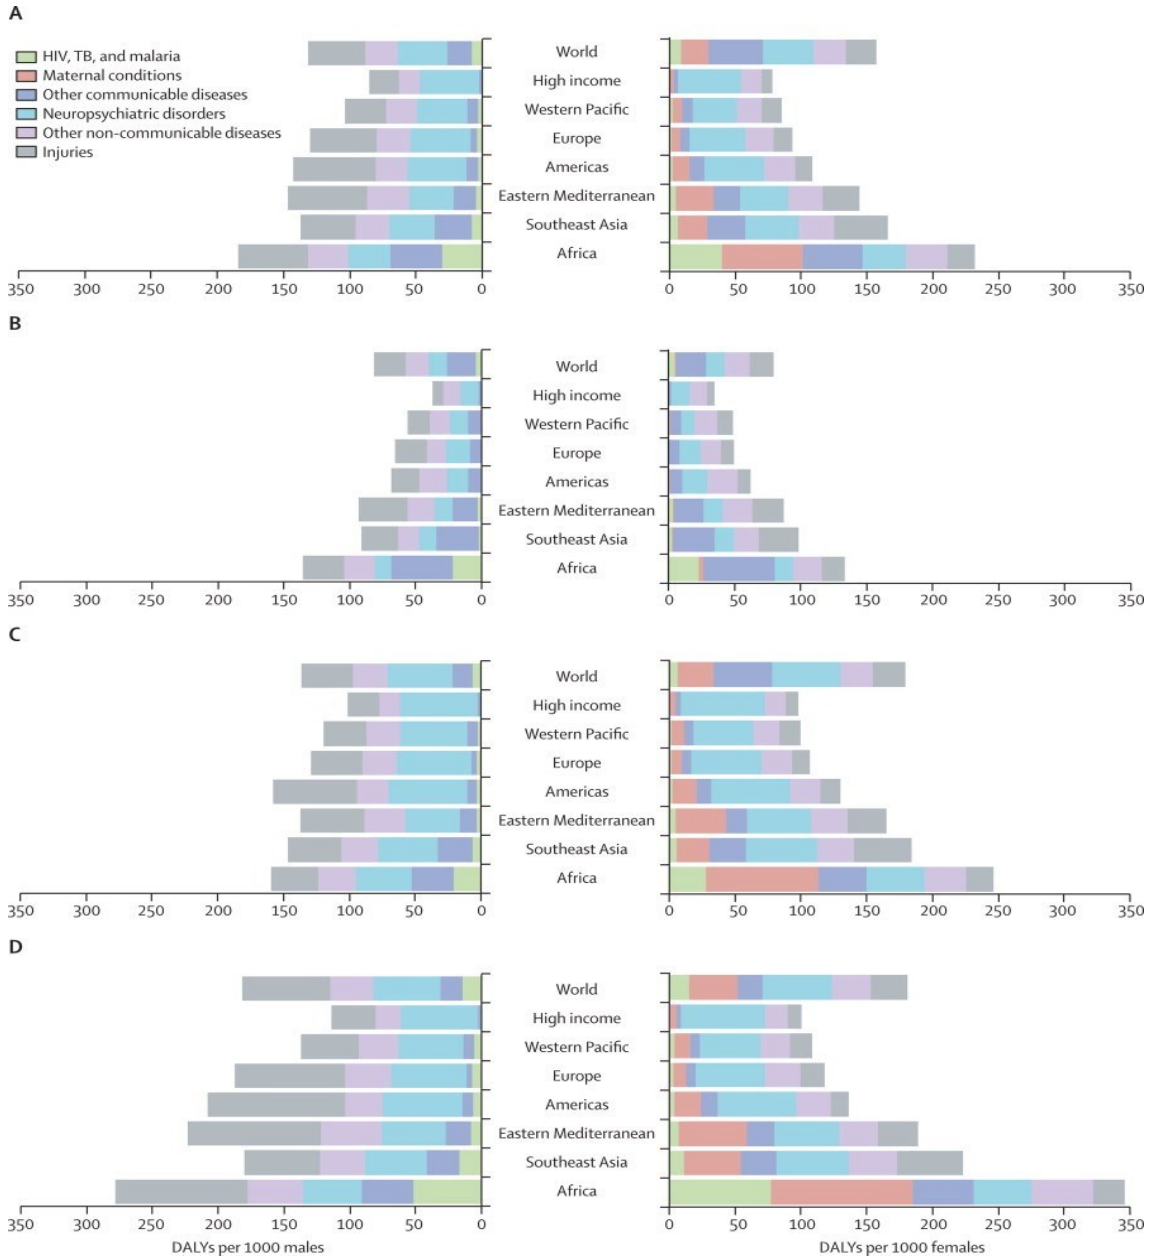 A
HIV, TB, and malaria
Maternal conditions
Other communicable diseases
Neuropsychiatric disorders
Other non-communicable diseases
Injuries
World
High income
Western Pacific
Europe
Americas
Eastern Mediterranean
Southeast Asia
Africa
350 300 250 200 150 100 50 0 0 50 100 150 200 250 300 350
B
World
High income
Western Pacific
Europe
Americas
Eastern Mediterranean
Southeast Asia
Africa
350 300 250 200 150 100 50 0 0 50 100 150 200 250 300 350
C
World
High income
Western Pacific
Europe
Americas
Eastern Mediterranean
Southeast Asia
Africa
350 300 250 200 150 100 50 0 0 50 100 150 200 250 300 350
D
World
High income
Western Pacific
Europe
Americas
Eastern Mediterranean
Southeast Asia
Africa
350 300 250 200 150 100 50 0 0 50 100 150 200 250 300 350
DALYs per 1000 males DALYs per 1000 females